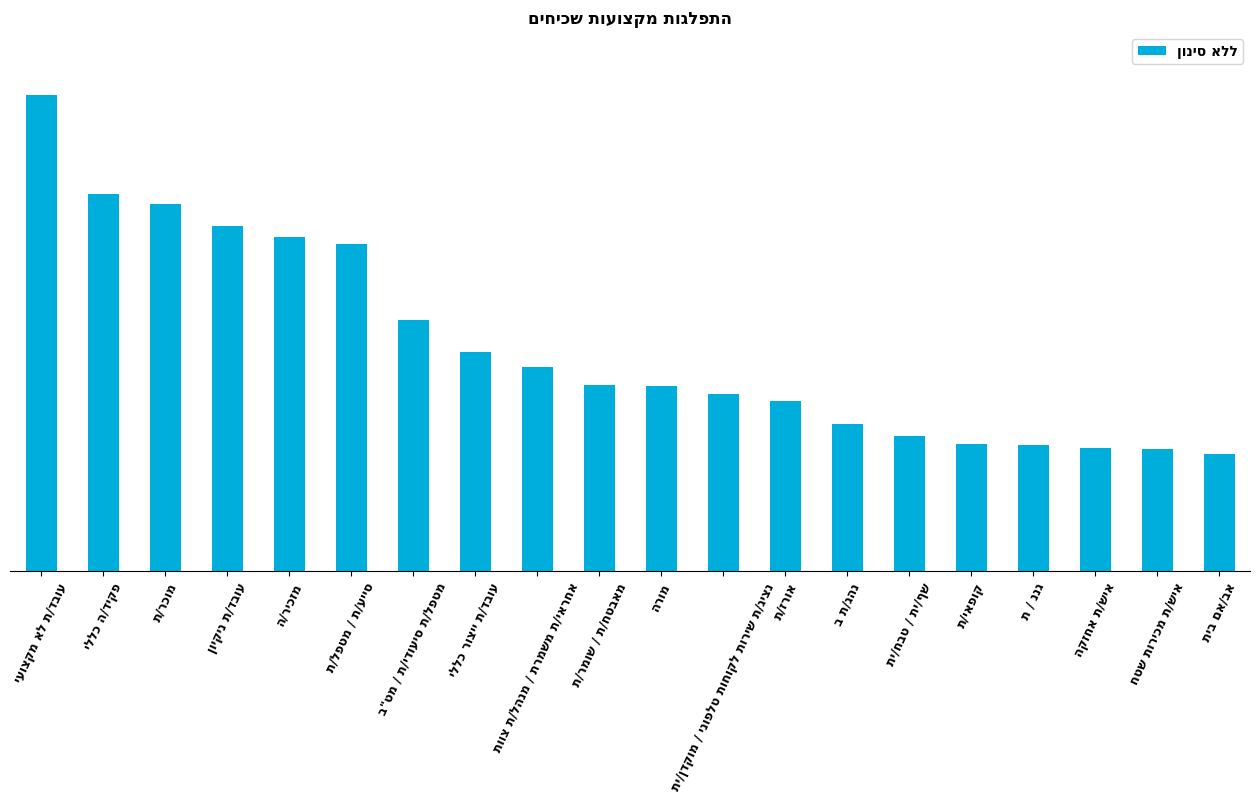 התפלגות מקצועות שכיחים
ללא סינון
עובד/ת לא מקצועי
פקיד/ה כללי
מוכר/ת
עובד/ת ניקיון
מזכיר/ה
סייע/ת / מטפל/ת
מטפל/ת סיעודי/ת / מט"ב
עובד/ת ייצור כללי
אחראי/ת משמרת / מנהל/ת צוות
מאבטח/ת / שומר/ת
מורה
נציג/ת שירות לקוחות טלפוני / מוקדן/ית
אורז/ת
נהג/ת ב
שף/ית / טבח/ית
קופאי/ת
גנג / ת
איש/ת אחזקה
איש/ת מכירות שטח
אב/אם בית